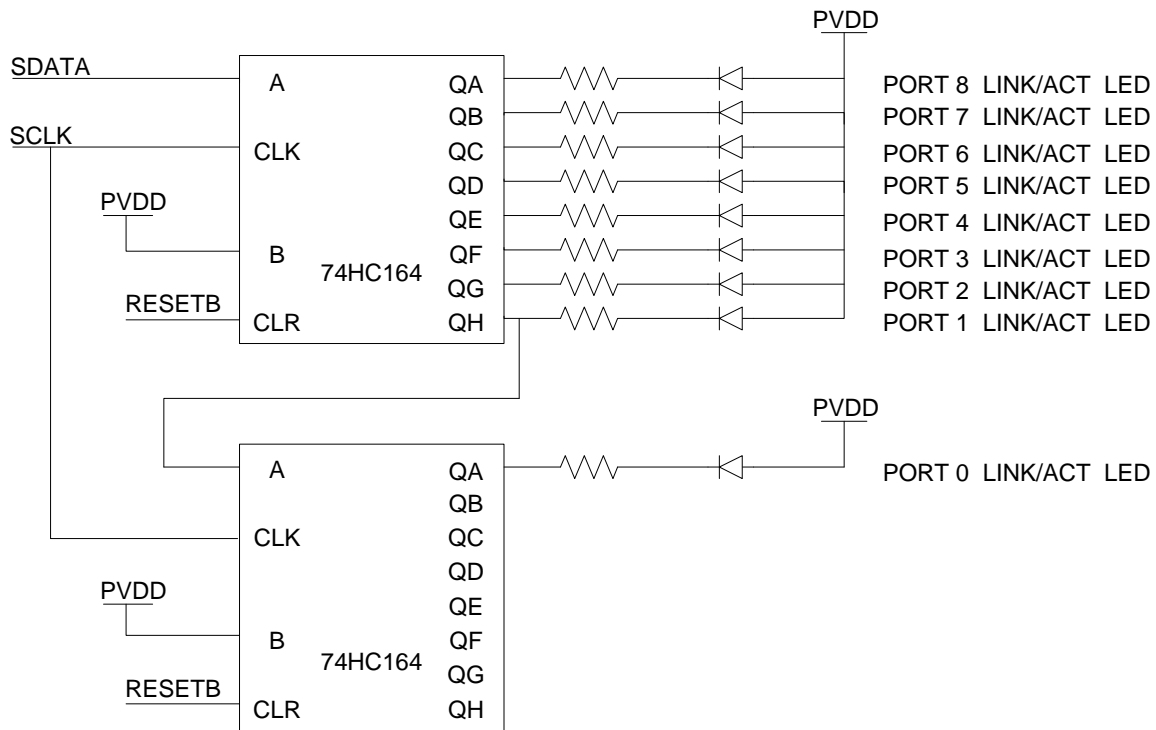 PVDD
SDATA
A
QA
PORT 8 LINK/ACT LED
QB
PORT 7 LINK/ACT LED
SCLK
CLK
QC
PORT 6 LINK/ACT LED
QD
PORT 5 LINK/ACT LED
PVDD
QE
PORT 4 LINK/ACT LED
B
QF
PORT 3 LINK/ACT LED
74HC164
QG
PORT 2 LINK/ACT LED
RESETB
CLR
QH
PORT 1 LINK/ACT LED
PVDD
A
QA
PORT 0 LINK/ACT LED
QB
CLK
QC
QD
PVDD
QE
B
QF
74HC164
QG
RESETB
CLR
QH